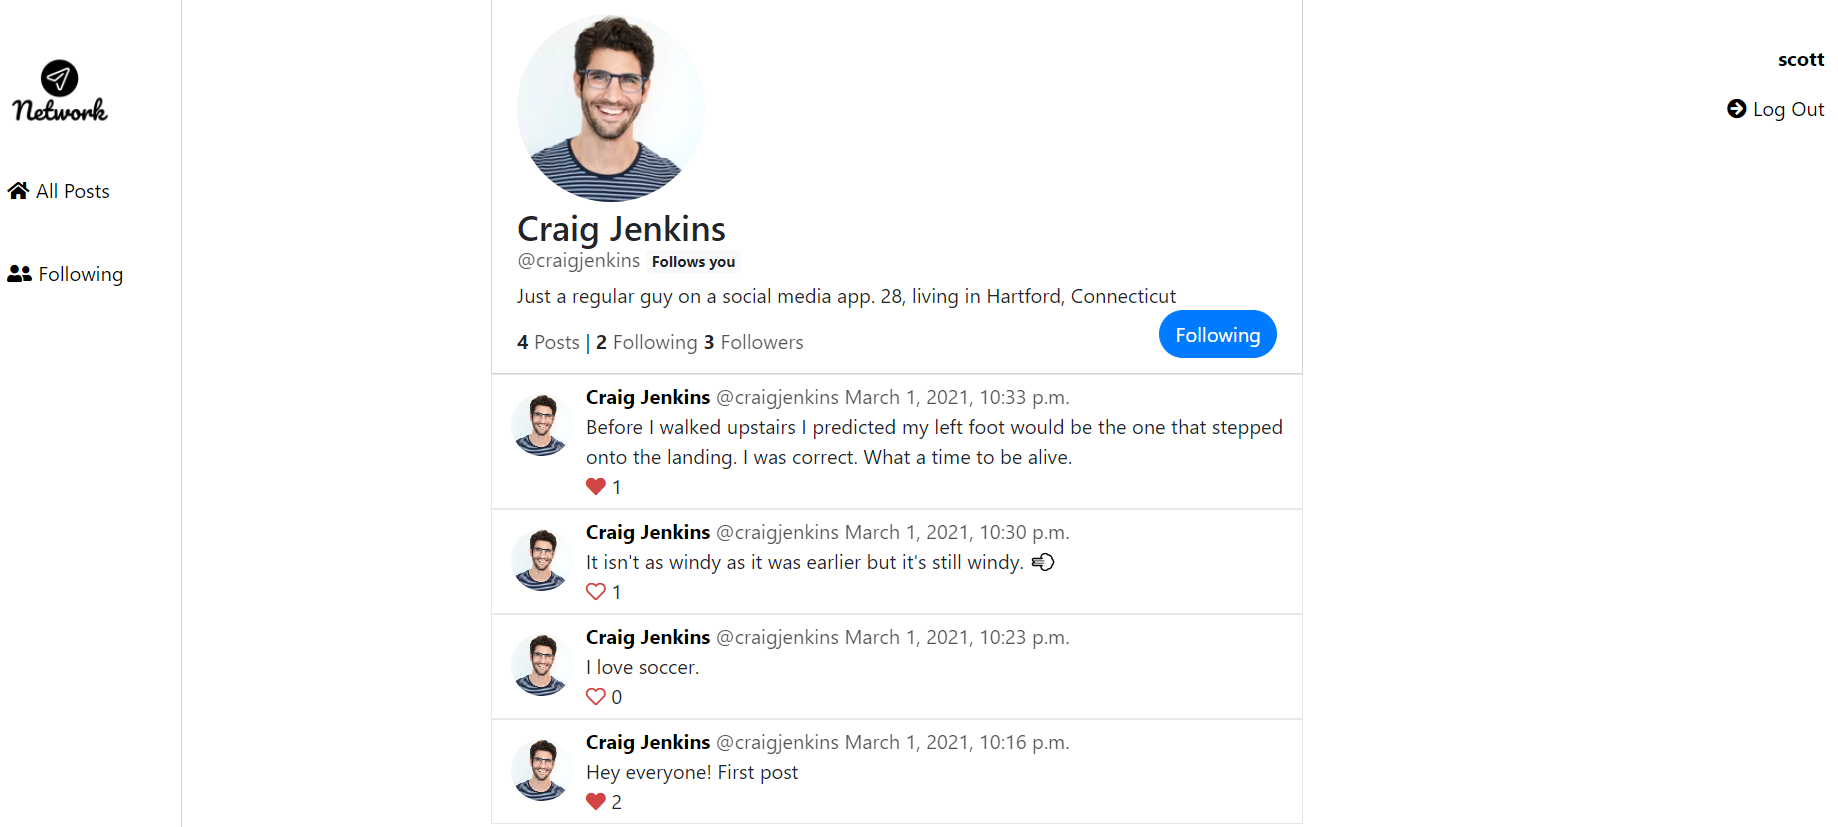 Network
All Posts
Following
Craig Jenkins
@craigjenkins Follows you
Just a regular guy on a social media app. 28, living in Hartford, Connecticut
4 Posts | 2 Following 3 Followers
Following
Craig Jenkins @craigjenkins March 1, 2021, 10:33 p.m.
Before I walked upstairs I predicted my left foot would be the one that stepped
onto the landing. I was correct. What a time to be alive.
1
Craig Jenkins @craigjenkins March 1, 2021, 10:30 p.m.
It isn't as windy as it was earlier but it's still windy.
1
Craig Jenkins @craigjenkins March 1, 2021, 10:23 p.m.
I love soccer.
0
Craig Jenkins @craigjenkins March 1, 2021, 10:16 p.m.
Hey everyone! First post
2
scott
Log Out